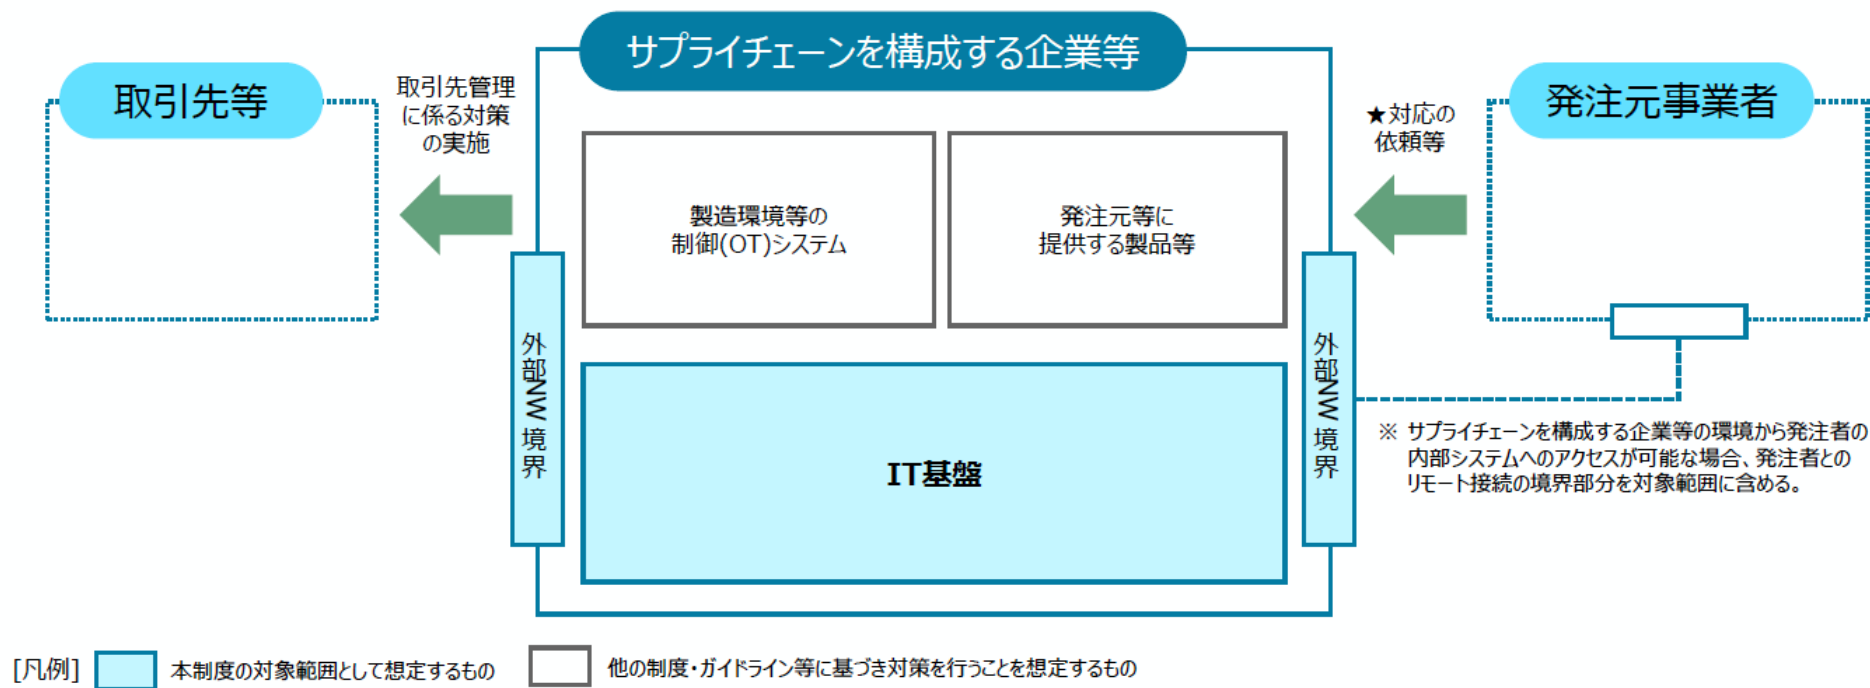 サプライチェーンを構成する企業等
取引先等
取引先管理
に係る対策
の実施
発注元事業者
★対応の
依頼等
製造環境等の
制御(OT)システム
発注元等に
提供する製品等
外部NW境界
外部NW境界
IT基盤
※ サプライチェーンを構成する企業等の環境から発注者の
内部システムへのアクセスが可能な場合、発注者との
リモート接続の境界部分を対象範囲に含める。
[凡例] 本制度の対象範囲として想定するもの 他の制度・ガイドライン等に基づき対策を行うことを想定するもの